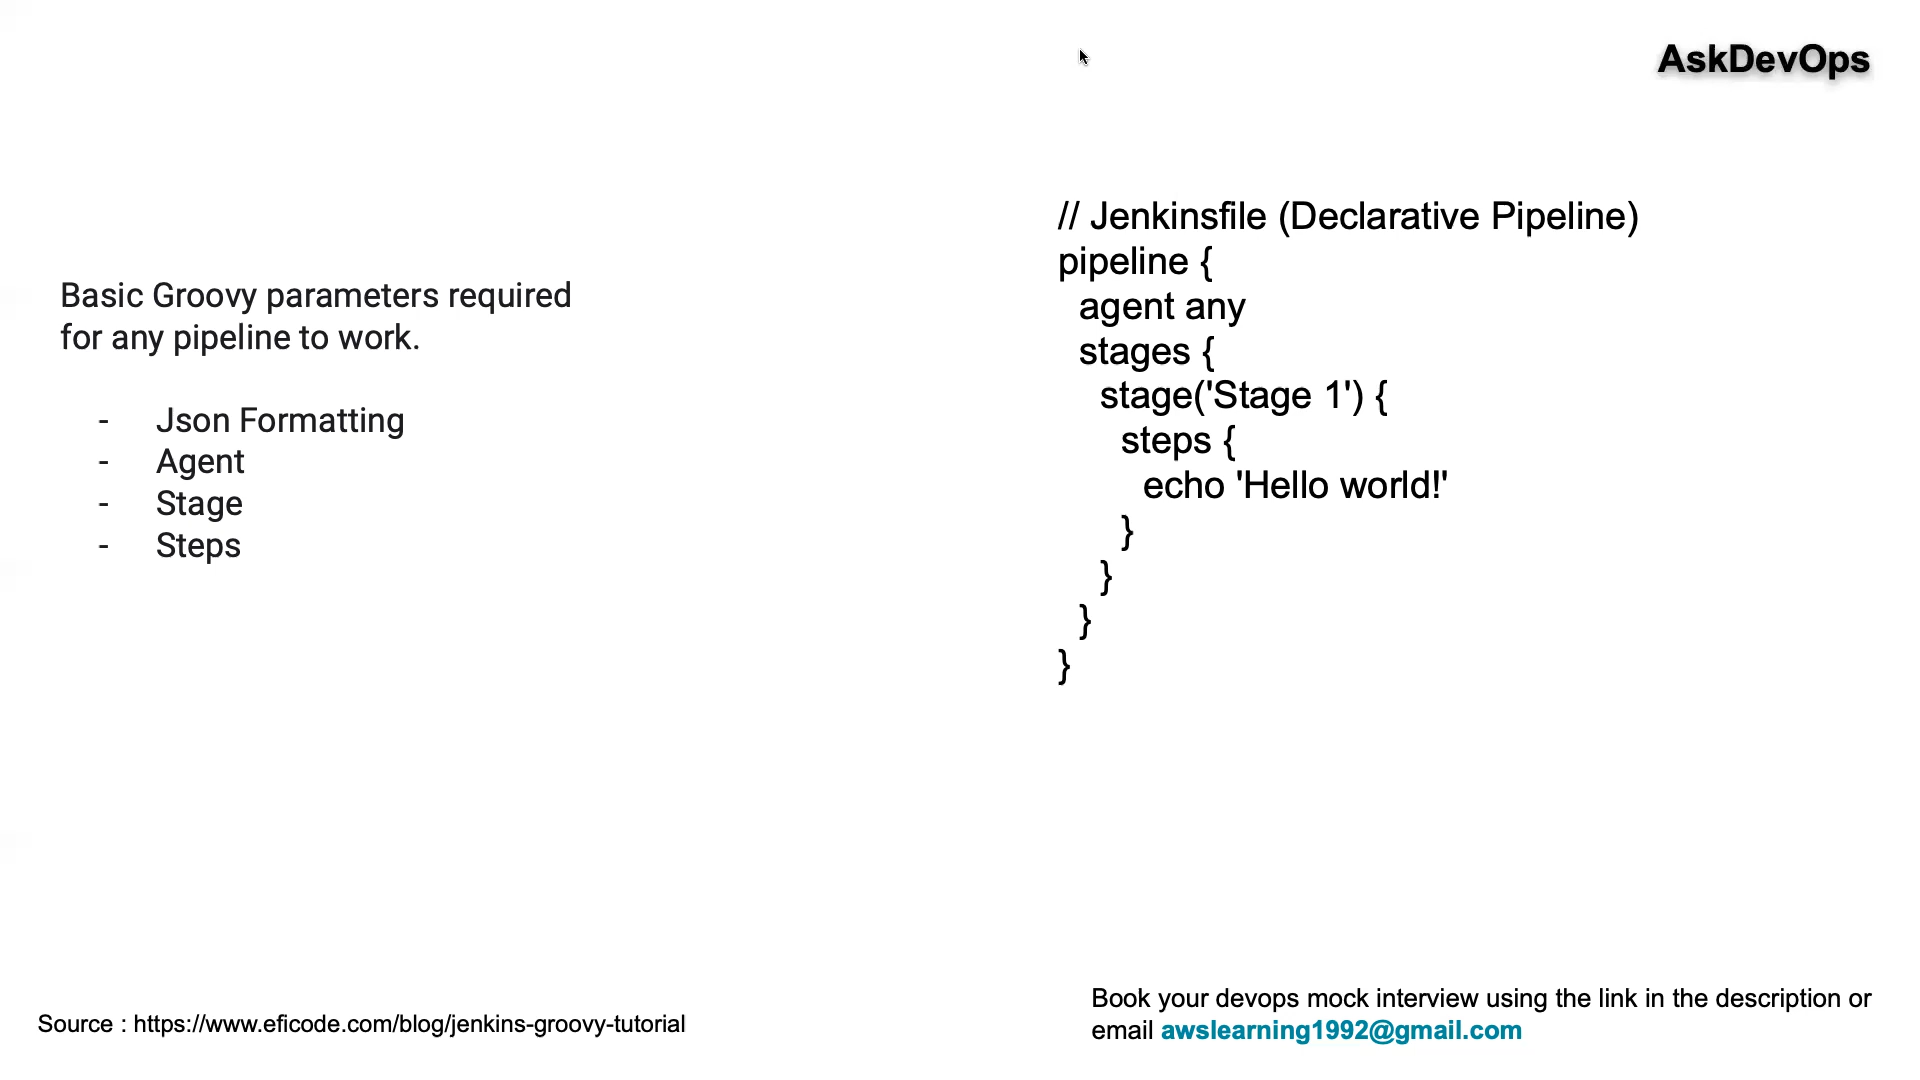 AskDevOps
Basic Groovy parameters required
for any pipeline to work.
- Json Formatting
- Agent
- Stage
- Steps
// Jenkinsfile (Declarative Pipeline)
pipeline {
  agent any
  stages {
    stage('Stage 1') {
      steps {
        echo 'Hello world!'
      }
    }
  }
}
Source : https://www.eficode.com/blog/jenkins-groovy-tutorial
Book your devops mock interview using the link in the description or
email awslearning1992@gmail.com